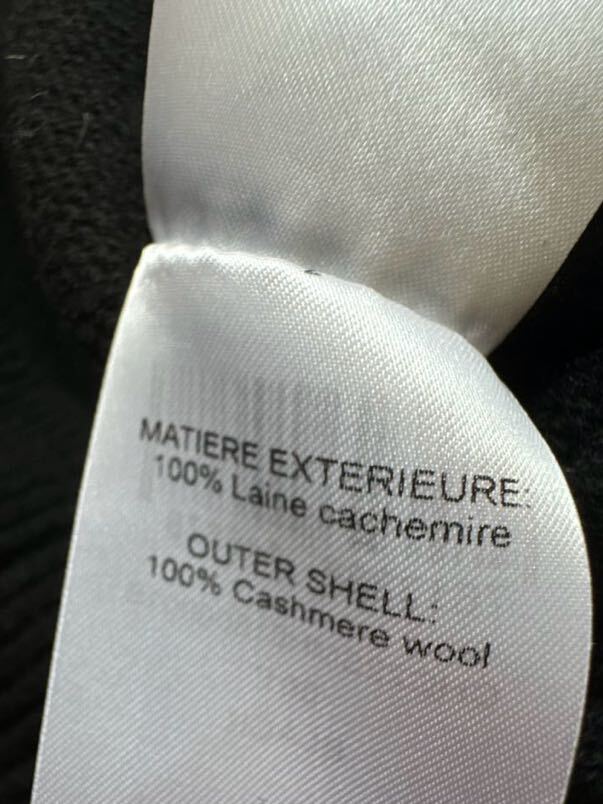 MATIERE EXTERIEURE:
100% Laine cachemire
OUTER SHELL:
100% Cashmere wool